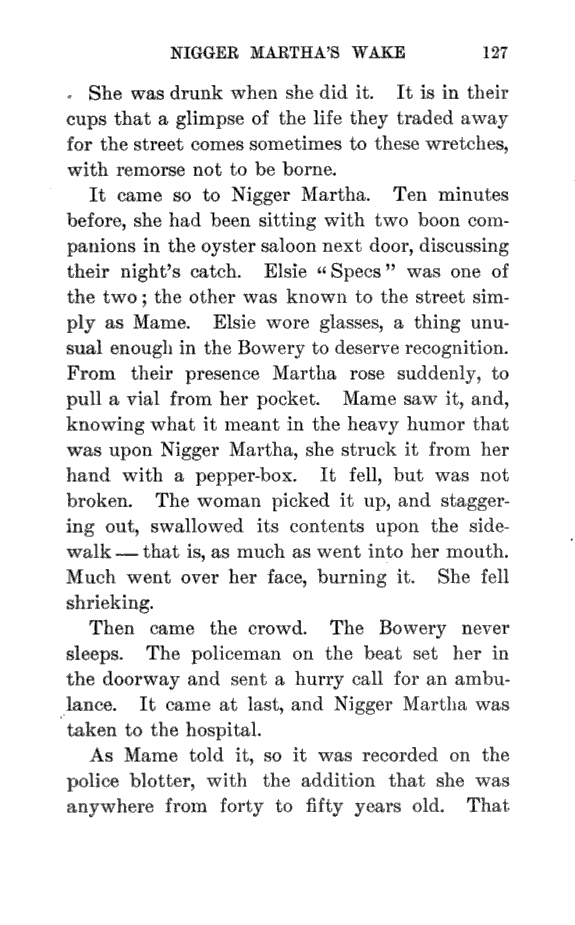 NIGGER MARTHA'S WAKE 127
She was drunk when she did it. It is in their
cups that a glimpse of the life they traded away
for the street comes sometimes to these wretches,
with remorse not to be borne.
It came so to Nigger Martha. Ten minutes
before, she had been sitting with two boon com-
panions in the oyster saloon next door, discussing
their night's catch. Elsie "Specs" was one of
the two; the other was known to the street sim-
ply as Mame. Elsie wore glasses, a thing unu-
sual enough in the Bowery to deserve recognition.
From their presence Martha rose suddenly, to
pull a vial from her pocket. Mame saw it, and,
knowing what it meant in the heavy humor that
was upon Nigger Martha, she struck it from her
hand with a pepper-box. It fell, but was not
broken. The woman picked it up, and stagger-
ing out, swallowed its contents upon the side-
walk — that is, as much as went into her mouth.
Much went over her face, burning it. She fell
shrieking.
Then came the crowd. The Bowery never
sleeps. The policeman on the beat set her in
the doorway and sent a hurry call for an ambu-
lance. It came at last, and Nigger Martha was
taken to the hospital.
As Mame told it, so it was recorded on the
police blotter, with the addition that she was
anywhere from forty to fifty years old. That